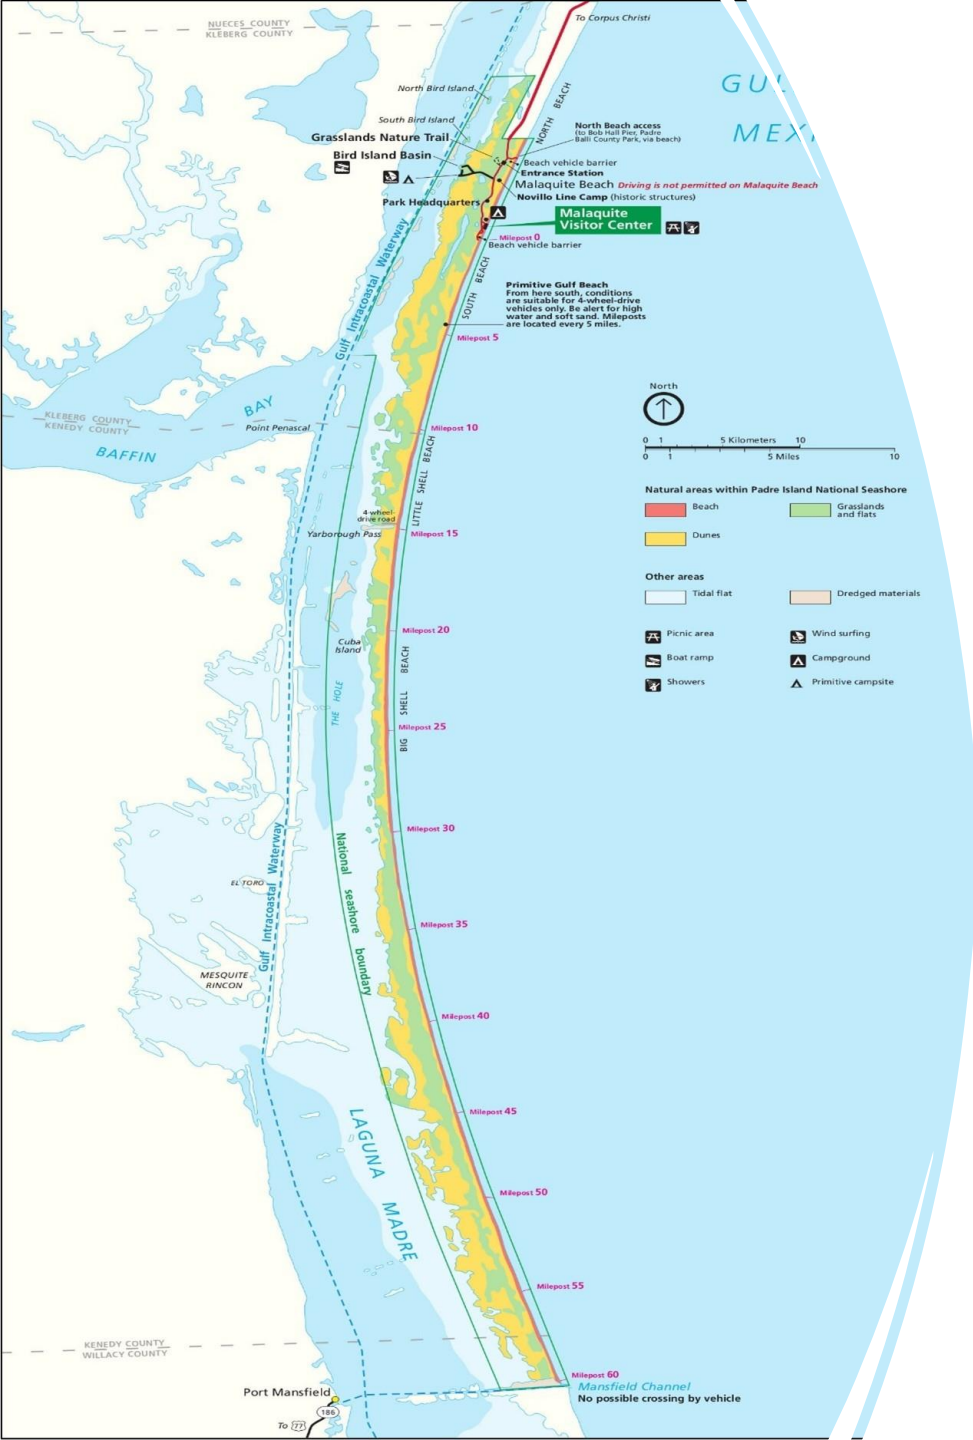 To Corpus Christi
NUECES COUNTY
KLEBERG COUNTY
GUL
MEXI
North Bird Island
NORTH BEACH
South Bird Island
Grasslands Nature Trail
North Beach access
(to Bob Hall Pier, Padre
Balli County Park, via beach)
Bird Island Basin
Beach vehicle barrier
Entrance Station
Malaquite Beach Driving is not permitted on Malaquite Beach
Novillo Line Camp (historic structures)
Park Headquarters
Malaquite
Visitor Center
Milepost 0
Beach vehicle barrier
Gulf Intracoastal Waterway
SOUTH BEACH
Primitive Gulf Beach
From here south, conditions
are suitable for 4-wheel-drive
vehicles only. Be alert for high
water and soft sand. Mileposts
are located every 5 miles.
Milepost 5
North
KLEBERG COUNTY
KENEDY COUNTY
BAFFIN BAY
Point Penascal
Milepost 10
LITTLE SHELL BEACH
0 1 5 Kilometers 10
0 1 5 Miles 10
Natural areas within Padre Island National Seashore
Beach
Grasslands
and flats
Dunes
4-wheel-
drive road
Yarborough Pass
Milepost 15
Other areas
Tidal flat
Dredged materials
Picnic area
Wind surfing
Boat ramp
Campground
Showers
Primitive campsite
Milepost 20
Cuba
Island
BIG SHELL BEACH
THE HOLE
Milepost 25
Milepost 30
Gulf Intracoastal Waterway
National seashore boundary
EL TORO
Milepost 35
MESQUITE
RINCON
Milepost 40
LAGUNA MADRE
Milepost 45
Milepost 50
Milepost 55
KENEDY COUNTY
WILLACY COUNTY
Milepost 60
Mansfield Channel
No possible crossing by vehicle
Port Mansfield
186
To 77